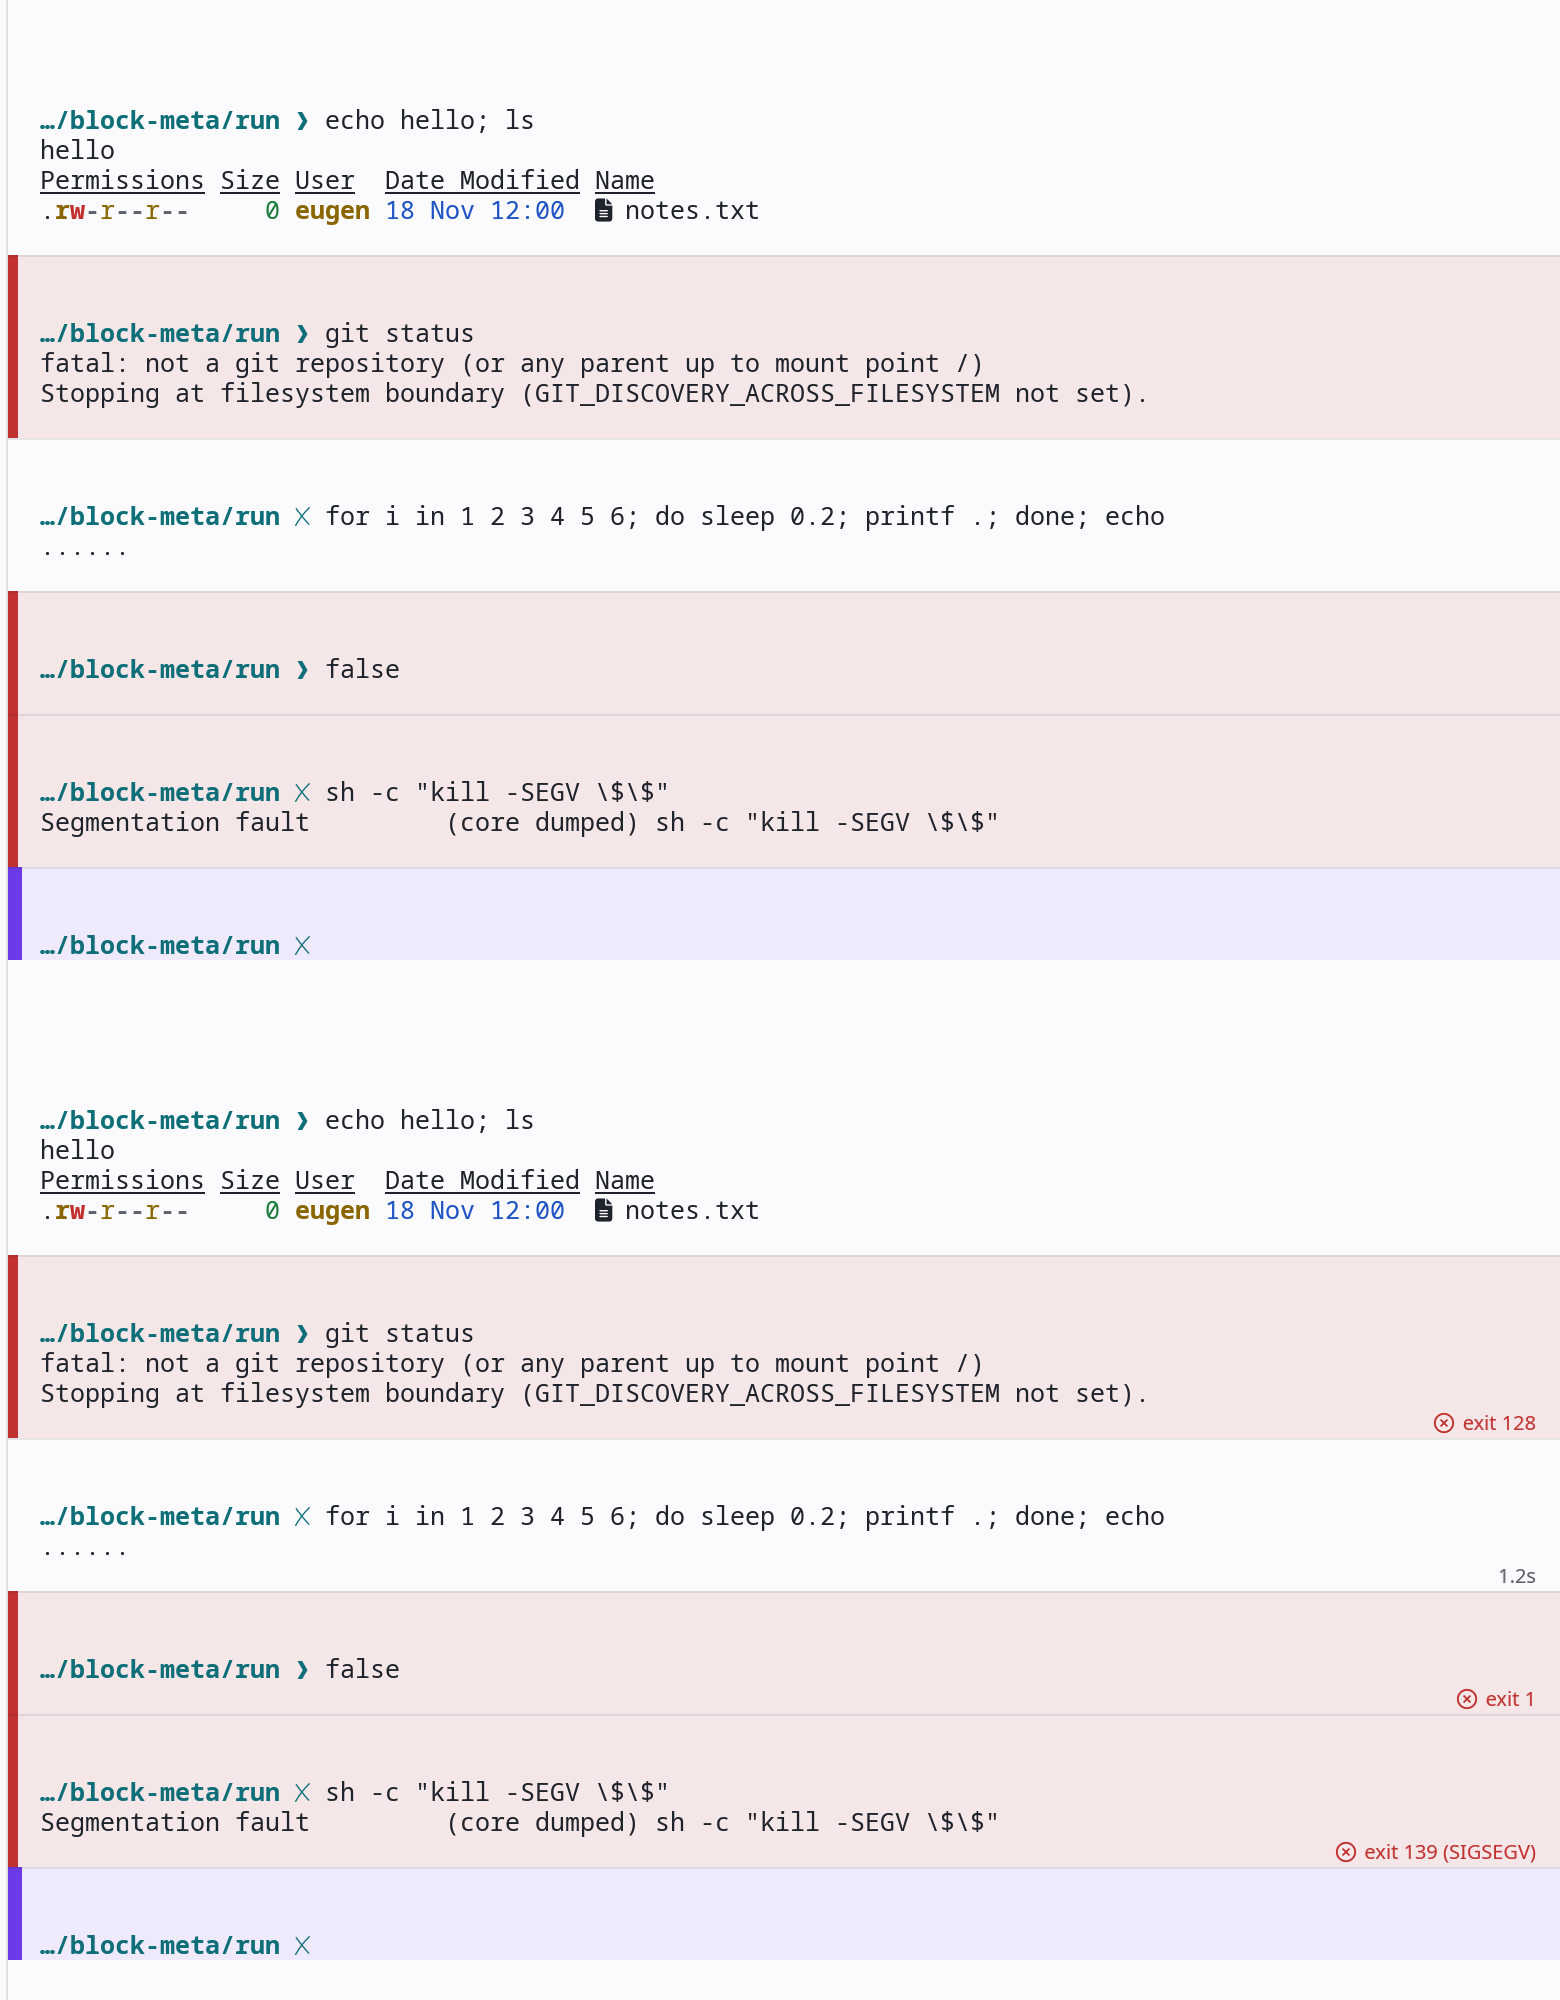 …/block-meta/run ❯ echo hello; ls
hello
Permissions Size User  Date Modified Name
.rw-r--r--     0 eugen 18 Nov 12:00  notes.txt
…/block-meta/run ❯ git status
fatal: not a git repository (or any parent up to mount point /)
Stopping at filesystem boundary (GIT_DISCOVERY_ACROSS_FILESYSTEM not set).
…/block-meta/run ✕ for i in 1 2 3 4 5 6; do sleep 0.2; printf .; done; echo
......
…/block-meta/run ❯ false
…/block-meta/run ✕ sh -c "kill -SEGV \$\$"
Segmentation fault         (core dumped) sh -c "kill -SEGV \$\$"
…/block-meta/run ✕
…/block-meta/run ❯ echo hello; ls
hello
Permissions Size User  Date Modified Name
.rw-r--r--     0 eugen 18 Nov 12:00  notes.txt
…/block-meta/run ❯ git status
fatal: not a git repository (or any parent up to mount point /)
Stopping at filesystem boundary (GIT_DISCOVERY_ACROSS_FILESYSTEM not set).
exit 128
…/block-meta/run ✕ for i in 1 2 3 4 5 6; do sleep 0.2; printf .; done; echo
......
1.2s
…/block-meta/run ❯ false
exit 1
…/block-meta/run ✕ sh -c "kill -SEGV \$\$"
Segmentation fault         (core dumped) sh -c "kill -SEGV \$\$"
exit 139 (SIGSEGV)
…/block-meta/run ✕